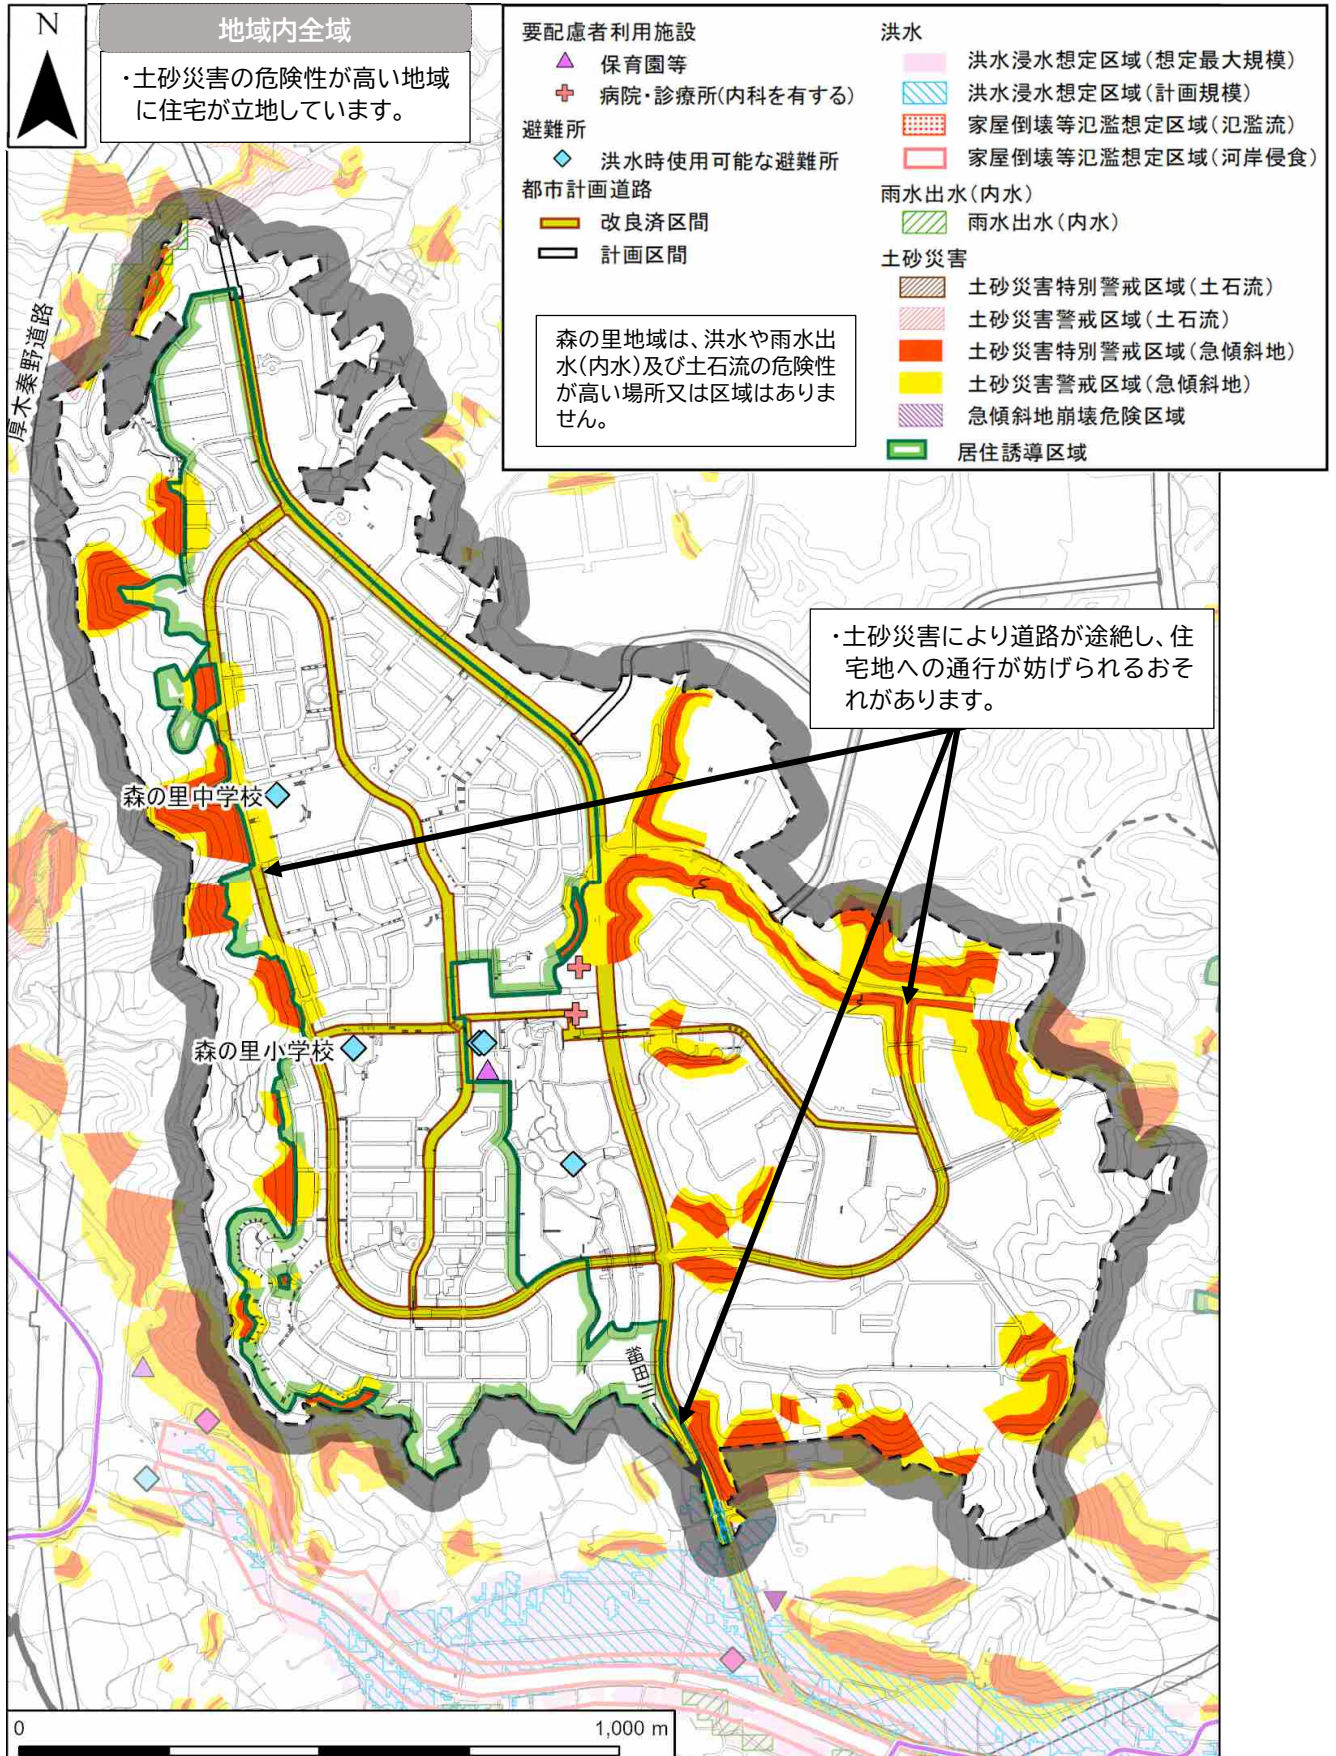 N
地域内全域
・土砂災害の危険性が高い地域
に住宅が立地しています。
要配慮者利用施設
保育園等
病院・診療所(内科を有する)
避難所
洪水時使用可能な避難所
都市計画道路
改良済区間
計画区間
森の里地域は、洪水や雨水出
水(内水)及び土石流の危険性
が高い場所又は区域はありま
せん。
洪水
洪水浸水想定区域(想定最大規模)
洪水浸水想定区域(計画規模)
家屋倒壊等氾濫想定区域(氾濫流)
家屋倒壊等氾濫想定区域(河岸侵食)
雨水出水(内水)
雨水出水(内水)
土砂災害
土砂災害特別警戒区域(土石流)
土砂災害警戒区域(土石流)
土砂災害特別警戒区域(急傾斜地)
土砂災害警戒区域(急傾斜地)
急傾斜地崩壊危険区域
居住誘導区域
厚木秦野道路
・土砂災害により道路が途絶し、住
宅地への通行が妨げられるおそ
れがあります。
森の里中学校
森の里小学校
0
1,000 m